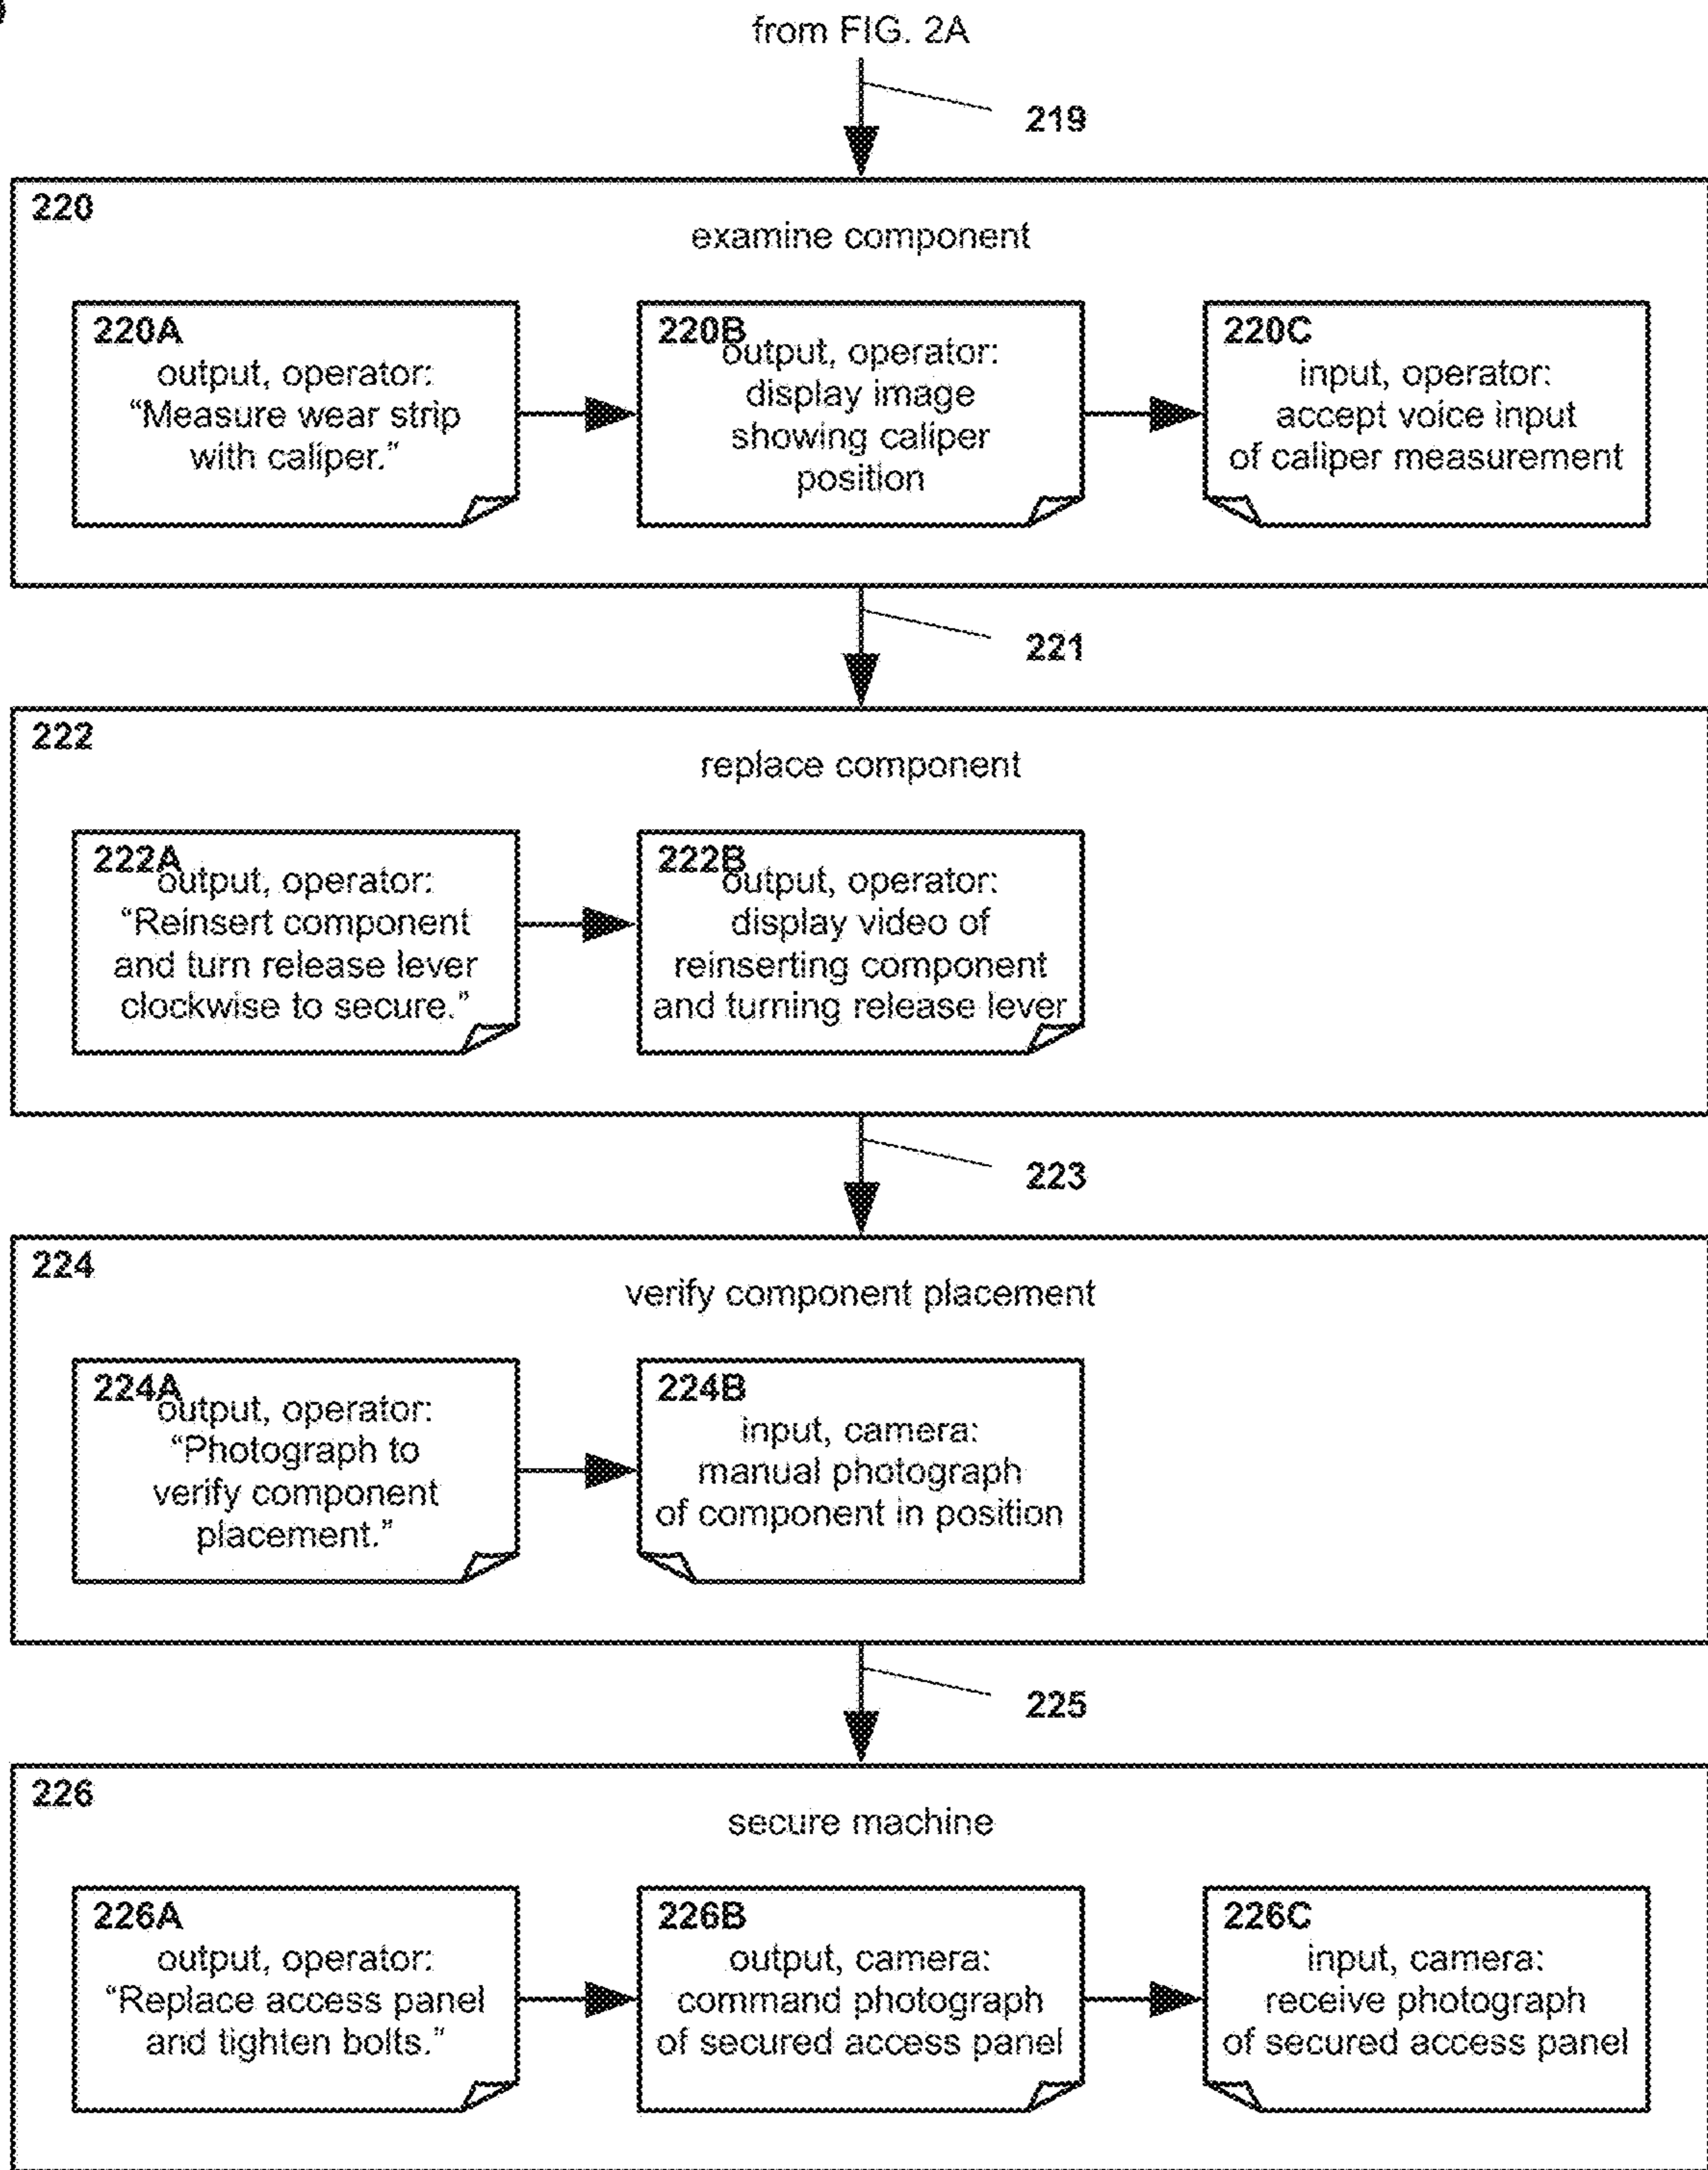 from FIG. 2A
219
220
examine component
220A
output, operator:
“Measure wear strip
with caliper.”
220B
output, operator:
display image
showing caliper
position
220C
input, operator:
accept voice input
of caliper measurement
221
222
replace component
222A
output, operator:
“Reinsert component
and turn release lever
clockwise to secure.”
222B
output, operator:
display video of
reinserting component
and turning release lever
223
224
verify component placement
224A
output, operator:
“Photograph to
verify component
placement.”
224B
input, camera:
manual photograph
of component in position
225
226
secure machine
226A
output, operator:
“Replace access panel
and tighten bolts.”
226B
output, camera:
command photograph
of secured access panel
226C
input, camera:
receive photograph
of secured access panel